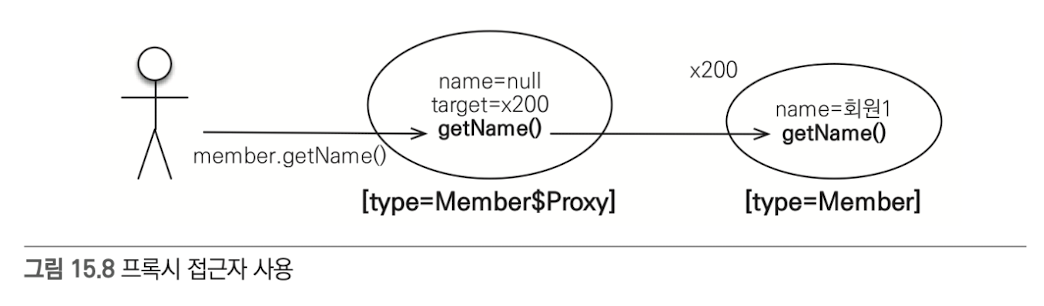 name=null
target=x200
getName()
member.getName()
[type=Member$Proxy]
x200
name=회원1
getName()
[type=Member]
그림 15.8 프록시 접근자 사용